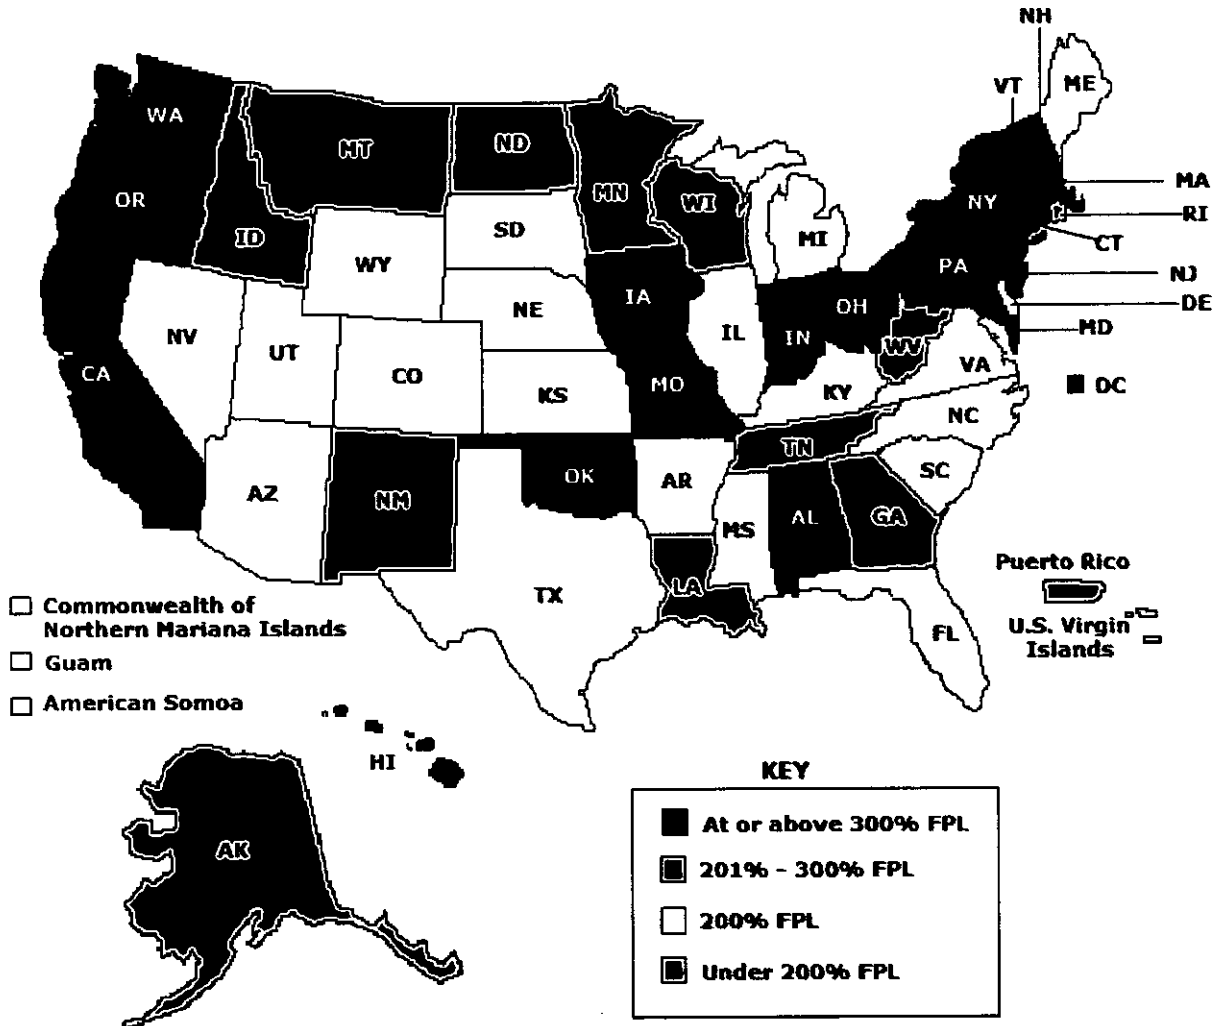 NH
VT
ME
WA
MT
ND
MN
OR
ID
SD
WI
MI
NY
MA
RI
CT
WY
PA
NJ
IA
NE
OH
DE
NV
UT
IL
IN
WV
MD
CA
CO
KS
MO
KY
VA
DC
NC
TN
AZ
NM
OK
AR
SC
MS
AL
GA
Puerto Rico
LA
TX
Commonwealth of
Northern Mariana Islands
FL
U.S. Virgin
Islands
Guam
American Somoa
HI
AK
KEY
At or above 300% FPL
201% - 300% FPL
200% FPL
Under 200% FPL